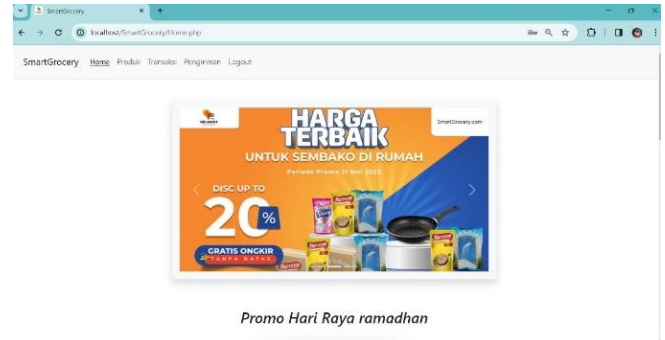 SmartGrocery
localhost/SmartGrocery/Home.php
SmartGrocery Home Produk Transaksi Pengiriman Logout
SmartGrocery.com
HARGA
TERBAIK
UNTUK SEMBAKO DI RUMAH
Periode Promo 31 Mei 2023
DISC UP TO
20%
GRATIS ONGKIR
TANPA BATAS
Promo Hari Raya ramadhan